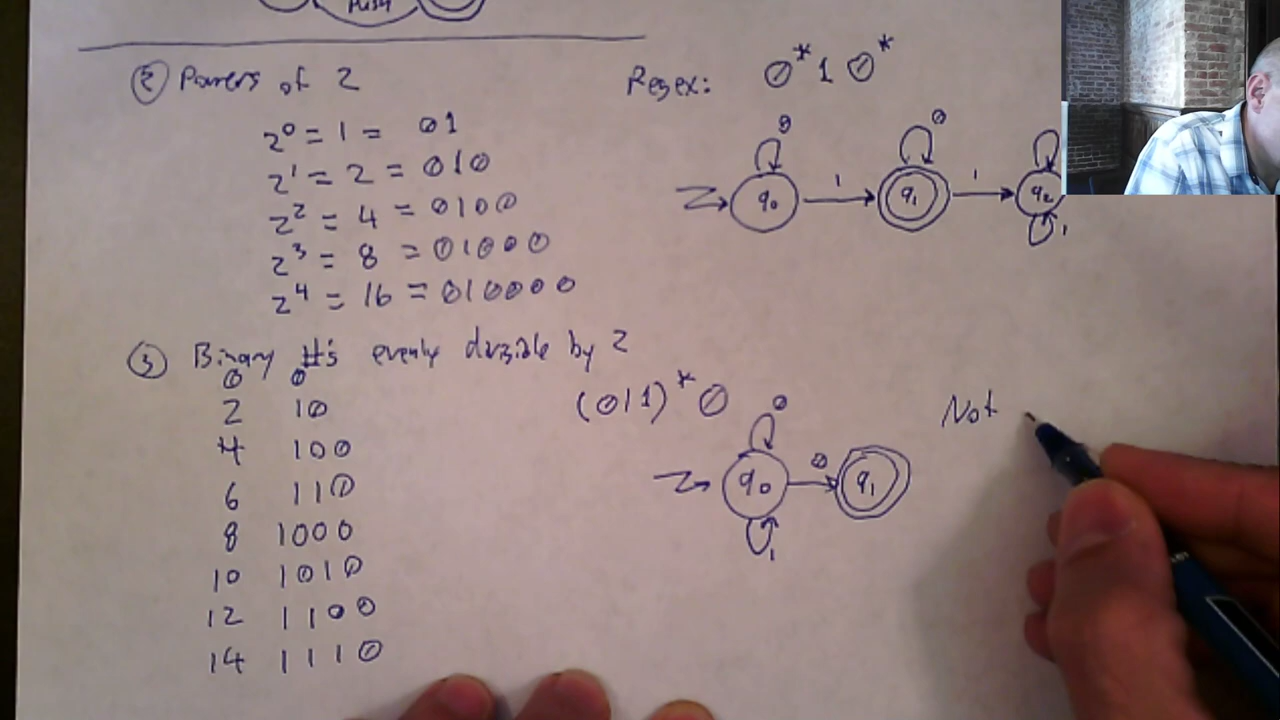 Push
② Powers of 2
2⁰ = 1 = 01
2¹ = 2 = 010
2² = 4 = 0100
2³ = 8 = 01000
2⁴ = 16 = 010000
Regex: 0*10*
0
0
q₀
1
q₁
1
q₂
1
③ Binary #'s evenly divisible by 2
0 0
2 10
4 100
6 110
8 1000
10 1010
12 1100
14 1110
(0|1)*0
0
q₀
0
q₁
1
Not